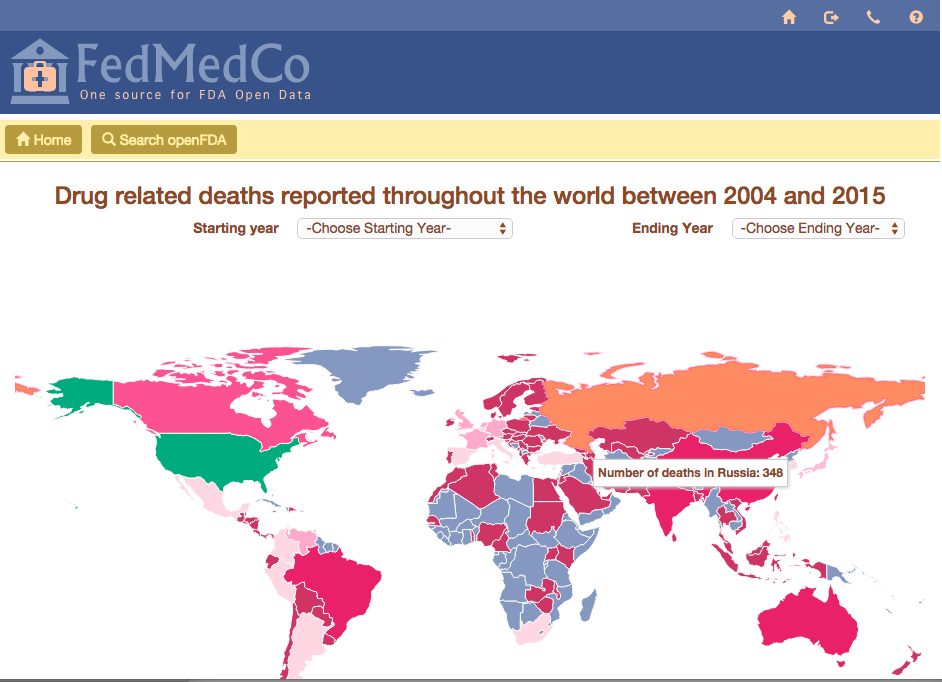 FedMedCo
One source for FDA Open Data
Home
Search openFDA
Drug related deaths reported throughout the world between 2004 and 2015
Starting year
-Choose Starting Year-
Ending Year
-Choose Ending Year-
Number of deaths in Russia: 348